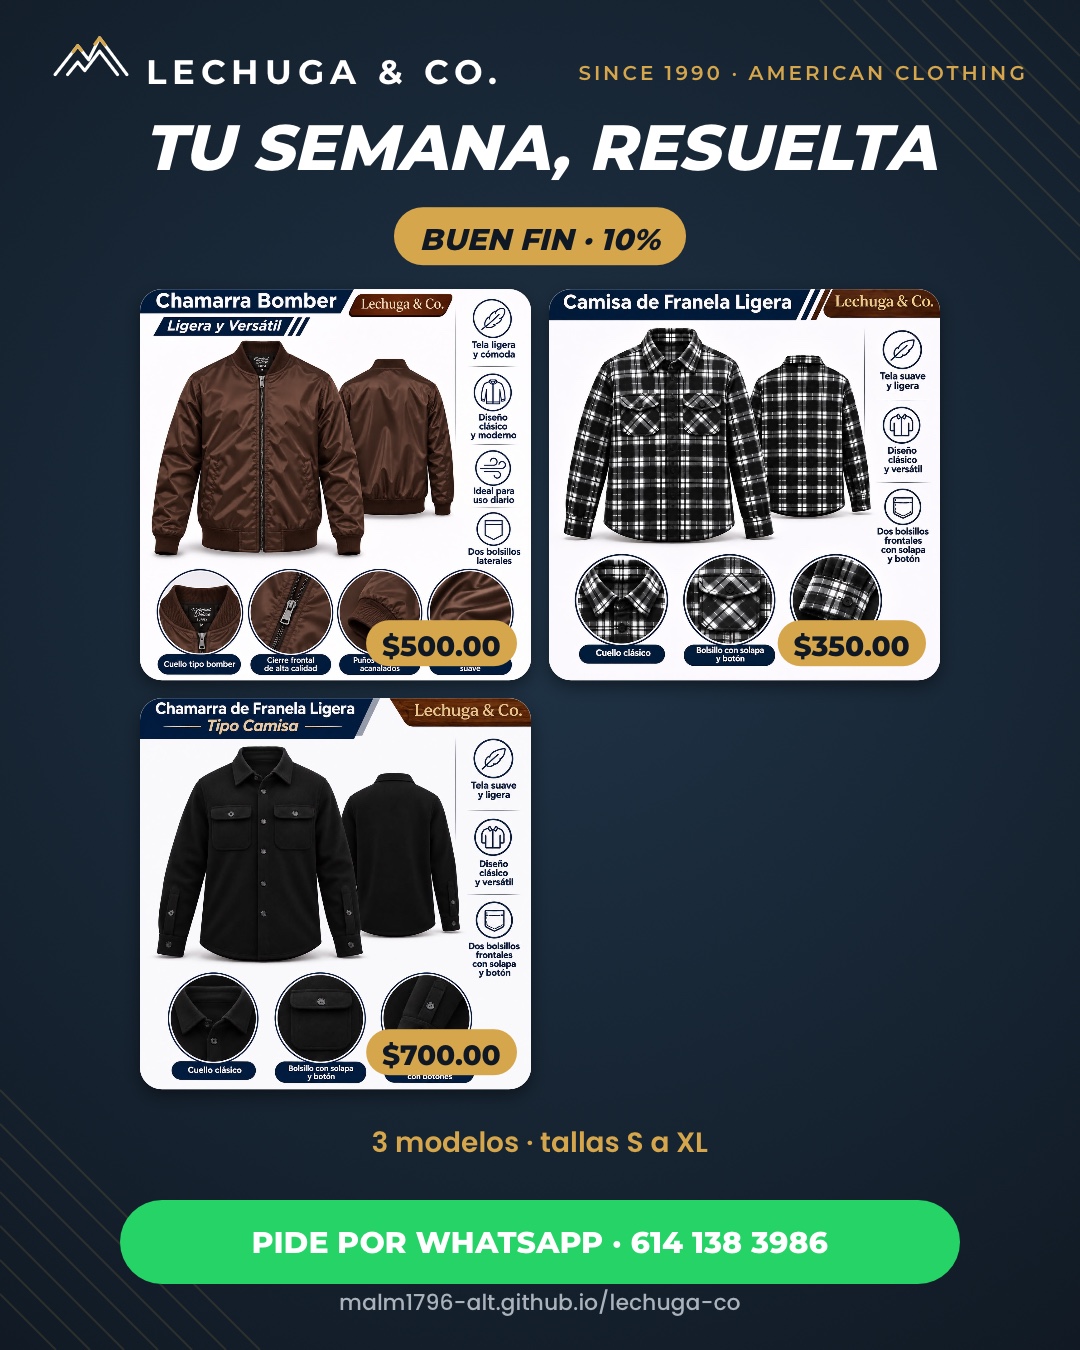 LECHUGA & CO.
SINCE 1990 · AMERICAN CLOTHING
TU SEMANA, RESUELTA
BUEN FIN · 10%
Chamarra Bomber
Lechuga & Co.
Ligera y Versátil
Tela ligera
y cómoda
Diseño
clásico
y moderno
Ideal para
uso diario
Dos bolsillos
laterales
Cuello tipo bomber
Cierre frontal
de alta calidad
Puños
acanalados
suave
$500.00
Camisa de Franela Ligera
Lechuga & Co.
Tela suave
y ligera
Diseño
clásico
y versátil
Dos bolsillos
frontales
con solapa
y botón
Cuello clásico
Bolsillo con solapa
y botón
$350.00
Chamarra de Franela Ligera
Tipo Camisa
Lechuga & Co.
Tela suave
y ligera
Diseño
clásico
y versátil
Dos bolsillos
frontales
con solapa
y botón
Cuello clásico
Bolsillo con solapa
y botón
con botones
$700.00
3 modelos · tallas S a XL
PIDE POR WHATSAPP · 614 138 3986
malm1796-alt.github.io/lechuga-co